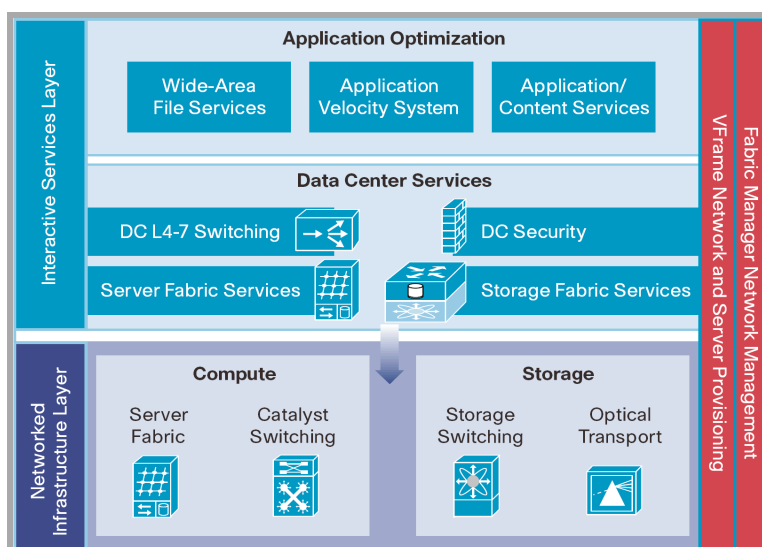 Application Optimization
Wide-Area
File Services
Application
Velocity System
Application/
Content Services
Interactive Services Layer
Data Center Services
DC L4-7 Switching
DC Security
Server Fabric Services
Storage Fabric Services
Networked
Infrastructure Layer
Compute
Server
Fabric
Catalyst
Switching
Storage
Storage
Switching
Optical
Transport
VFrame Network and Server Provisioning
Fabric Manager Network Management